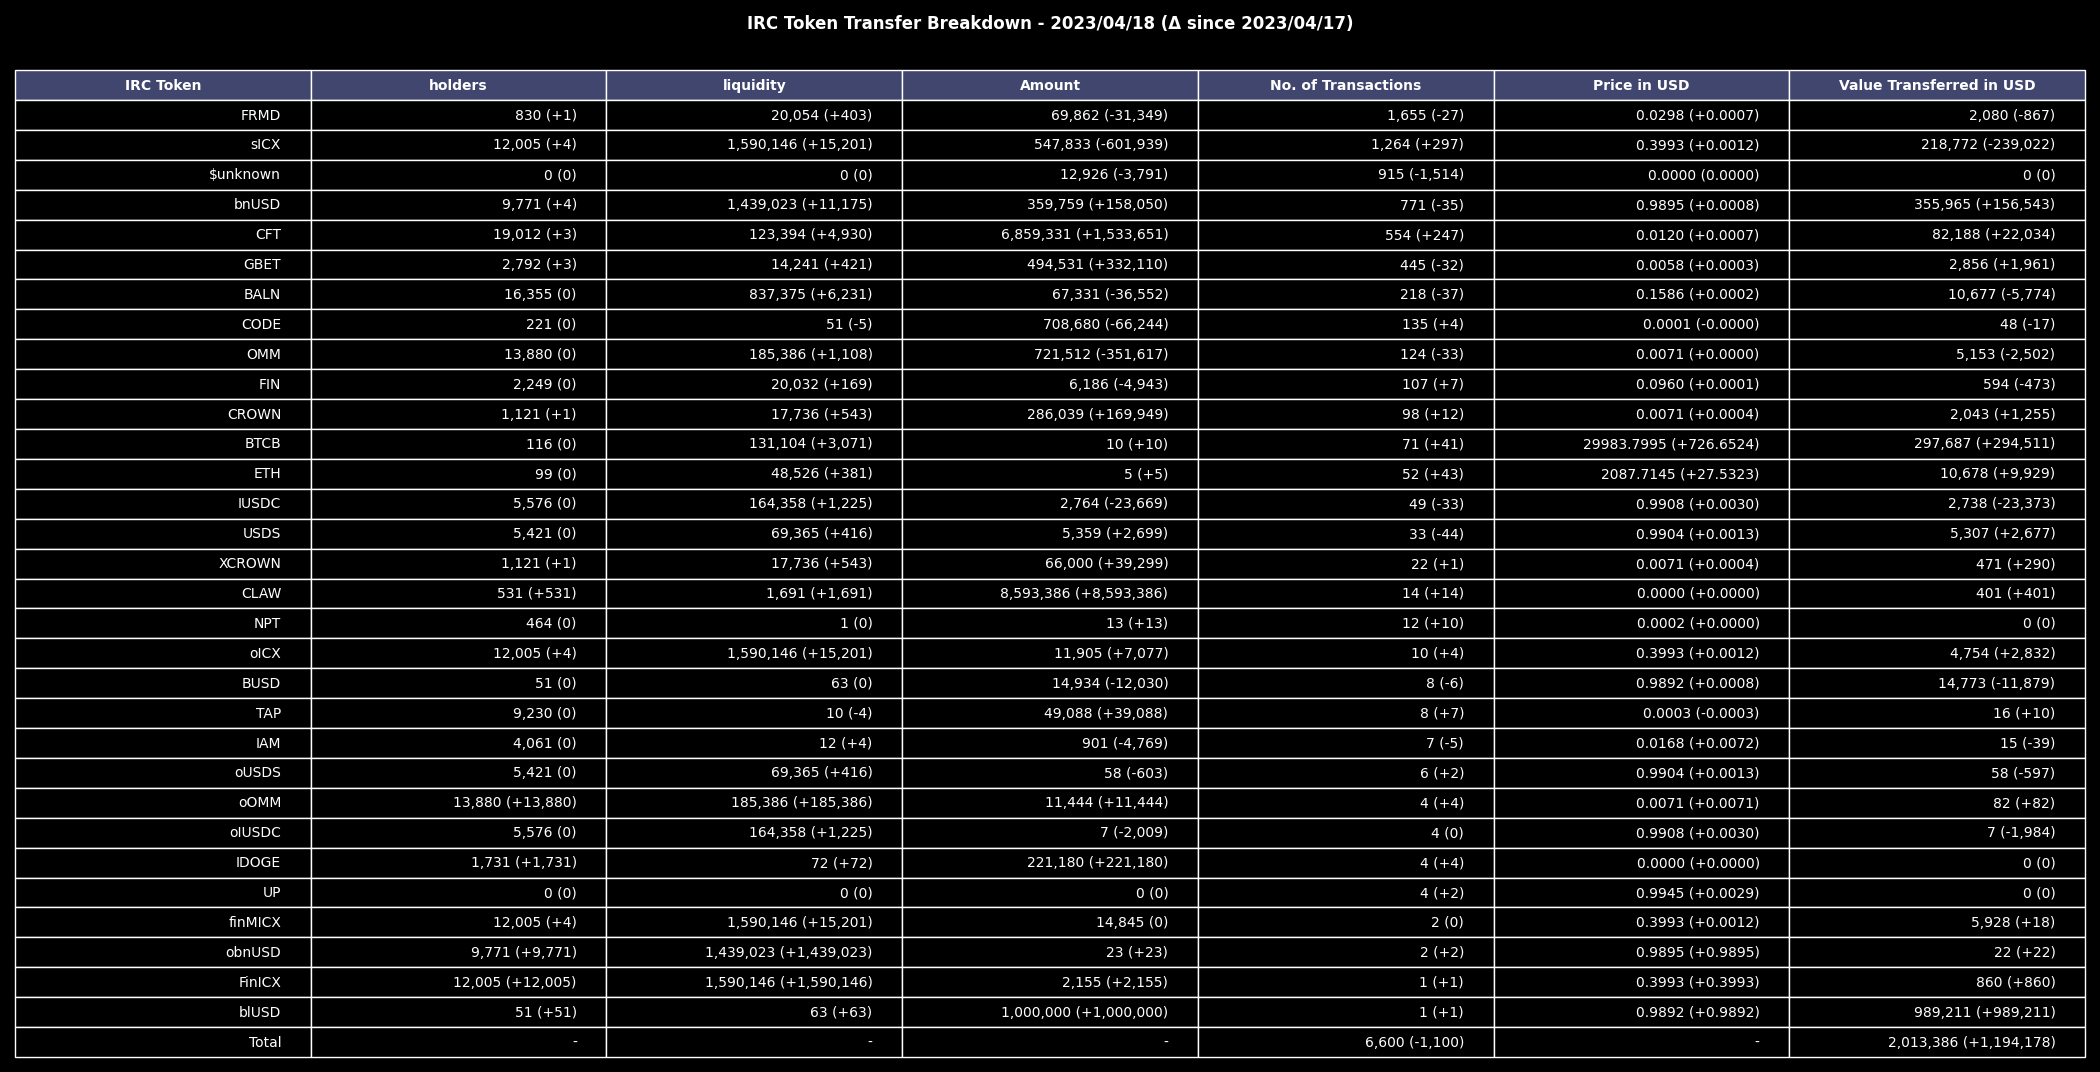 IRC Token Transfer Breakdown - 2023/04/18 (Δ since 2023/04/17)
IRC Token holders liquidity Amount No. of Transactions Price in USD Value Transferred in USD
FRMD 830 (+1) 20,054 (+403) 69,862 (-31,349) 1,655 (-27) 0.0298 (+0.0007) 2,080 (-867)
sICX 12,005 (+4) 1,590,146 (+15,201) 547,833 (-601,939) 1,264 (+297) 0.3993 (+0.0012) 218,772 (-239,022)
$unknown 0 (0) 0 (0) 12,926 (-3,791) 915 (-1,514) 0.0000 (0.0000) 0 (0)
bnUSD 9,771 (+4) 1,439,023 (+11,175) 359,759 (+158,050) 771 (-35) 0.9895 (+0.0008) 355,965 (+156,543)
CFT 19,012 (+3) 123,394 (+4,930) 6,859,331 (+1,533,651) 554 (+247) 0.0120 (+0.0007) 82,188 (+22,034)
GBET 2,792 (+3) 14,241 (+421) 494,531 (+332,110) 445 (-32) 0.0058 (+0.0003) 2,856 (+1,961)
BALN 16,355 (0) 837,375 (+6,231) 67,331 (-36,552) 218 (-37) 0.1586 (+0.0002) 10,677 (-5,774)
CODE 221 (0) 51 (-5) 708,680 (-66,244) 135 (+4) 0.0001 (-0.0000) 48 (-17)
OMM 13,880 (0) 185,386 (+1,108) 721,512 (-351,617) 124 (-33) 0.0071 (+0.0000) 5,153 (-2,502)
FIN 2,249 (0) 20,032 (+169) 6,186 (-4,943) 107 (+7) 0.0960 (+0.0001) 594 (-473)
CROWN 1,121 (+1) 17,736 (+543) 286,039 (+169,949) 98 (+12) 0.0071 (+0.0004) 2,043 (+1,255)
BTCB 116 (0) 131,104 (+3,071) 10 (+10) 71 (+41) 29983.7995 (+726.6524) 297,687 (+294,511)
ETH 99 (0) 48,526 (+381) 5 (+5) 52 (+43) 2087.7145 (+27.5323) 10,678 (+9,929)
IUSDC 5,576 (0) 164,358 (+1,225) 2,764 (-23,669) 49 (-33) 0.9908 (+0.0030) 2,738 (-23,373)
USDS 5,421 (0) 69,365 (+416) 5,359 (+2,699) 33 (-44) 0.9904 (+0.0013) 5,307 (+2,677)
XCROWN 1,121 (+1) 17,736 (+543) 66,000 (+39,299) 22 (+1) 0.0071 (+0.0004) 471 (+290)
CLAW 531 (+531) 1,691 (+1,691) 8,593,386 (+8,593,386) 14 (+14) 0.0000 (+0.0000) 401 (+401)
NPT 464 (0) 1 (0) 13 (+13) 12 (+10) 0.0002 (+0.0000) 0 (0)
oICX 12,005 (+4) 1,590,146 (+15,201) 11,905 (+7,077) 10 (+4) 0.3993 (+0.0012) 4,754 (+2,832)
BUSD 51 (0) 63 (0) 14,934 (-12,030) 8 (-6) 0.9892 (+0.0008) 14,773 (-11,879)
TAP 9,230 (0) 10 (-4) 49,088 (+39,088) 8 (+7) 0.0003 (-0.0003) 16 (+10)
IAM 4,061 (0) 12 (+4) 901 (-4,769) 7 (-5) 0.0168 (+0.0072) 15 (-39)
oUSDS 5,421 (0) 69,365 (+416) 58 (-603) 6 (+2) 0.9904 (+0.0013) 58 (-597)
oOMM 13,880 (+13,880) 185,386 (+185,386) 11,444 (+11,444) 4 (+4) 0.0071 (+0.0071) 82 (+82)
oIUSDC 5,576 (0) 164,358 (+1,225) 7 (-2,009) 4 (0) 0.9908 (+0.0030) 7 (-1,984)
IDOGE 1,731 (+1,731) 72 (+72) 221,180 (+221,180) 4 (+4) 0.0000 (+0.0000) 0 (0)
UP 0 (0) 0 (0) 0 (0) 4 (+2) 0.9945 (+0.0029) 0 (0)
finMICX 12,005 (+4) 1,590,146 (+15,201) 14,845 (0) 2 (0) 0.3993 (+0.0012) 5,928 (+18)
obnUSD 9,771 (+9,771) 1,439,023 (+1,439,023) 23 (+23) 2 (+2) 0.9895 (+0.9895) 22 (+22)
FinICX 12,005 (+12,005) 1,590,146 (+1,590,146) 2,155 (+2,155) 1 (+1) 0.3993 (+0.3993) 860 (+860)
blUSD 51 (+51) 63 (+63) 1,000,000 (+1,000,000) 1 (+1) 0.9892 (+0.9892) 989,211 (+989,211)
Total - - - 6,600 (-1,100) - 2,013,386 (+1,194,178)